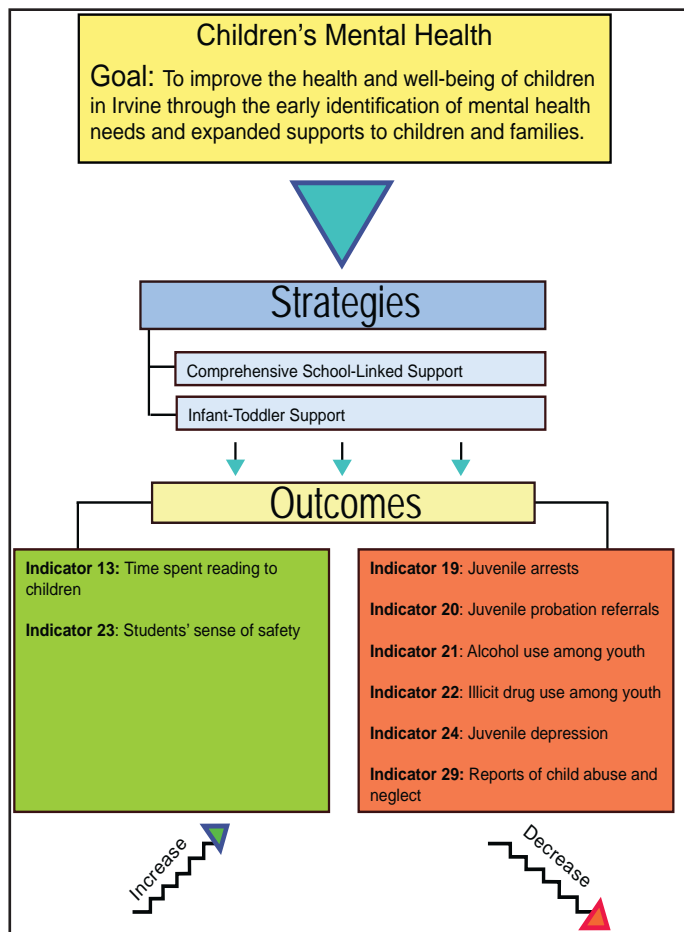 Children’s Mental Health
Goal: To improve the health and well-being of children
in Irvine through the early identification of mental health
needs and expanded supports to children and families.
Strategies
Comprehensive School-Linked Support
Infant-Toddler Support
Outcomes
Indicator 13: Time spent reading to
children
Indicator 23: Students’ sense of safety
Indicator 19: Juvenile arrests
Indicator 20: Juvenile probation referrals
Indicator 21: Alcohol use among youth
Indicator 22: Illicit drug use among youth
Indicator 24: Juvenile depression
Indicator 29: Reports of child abuse and
neglect
Increase
Decrease